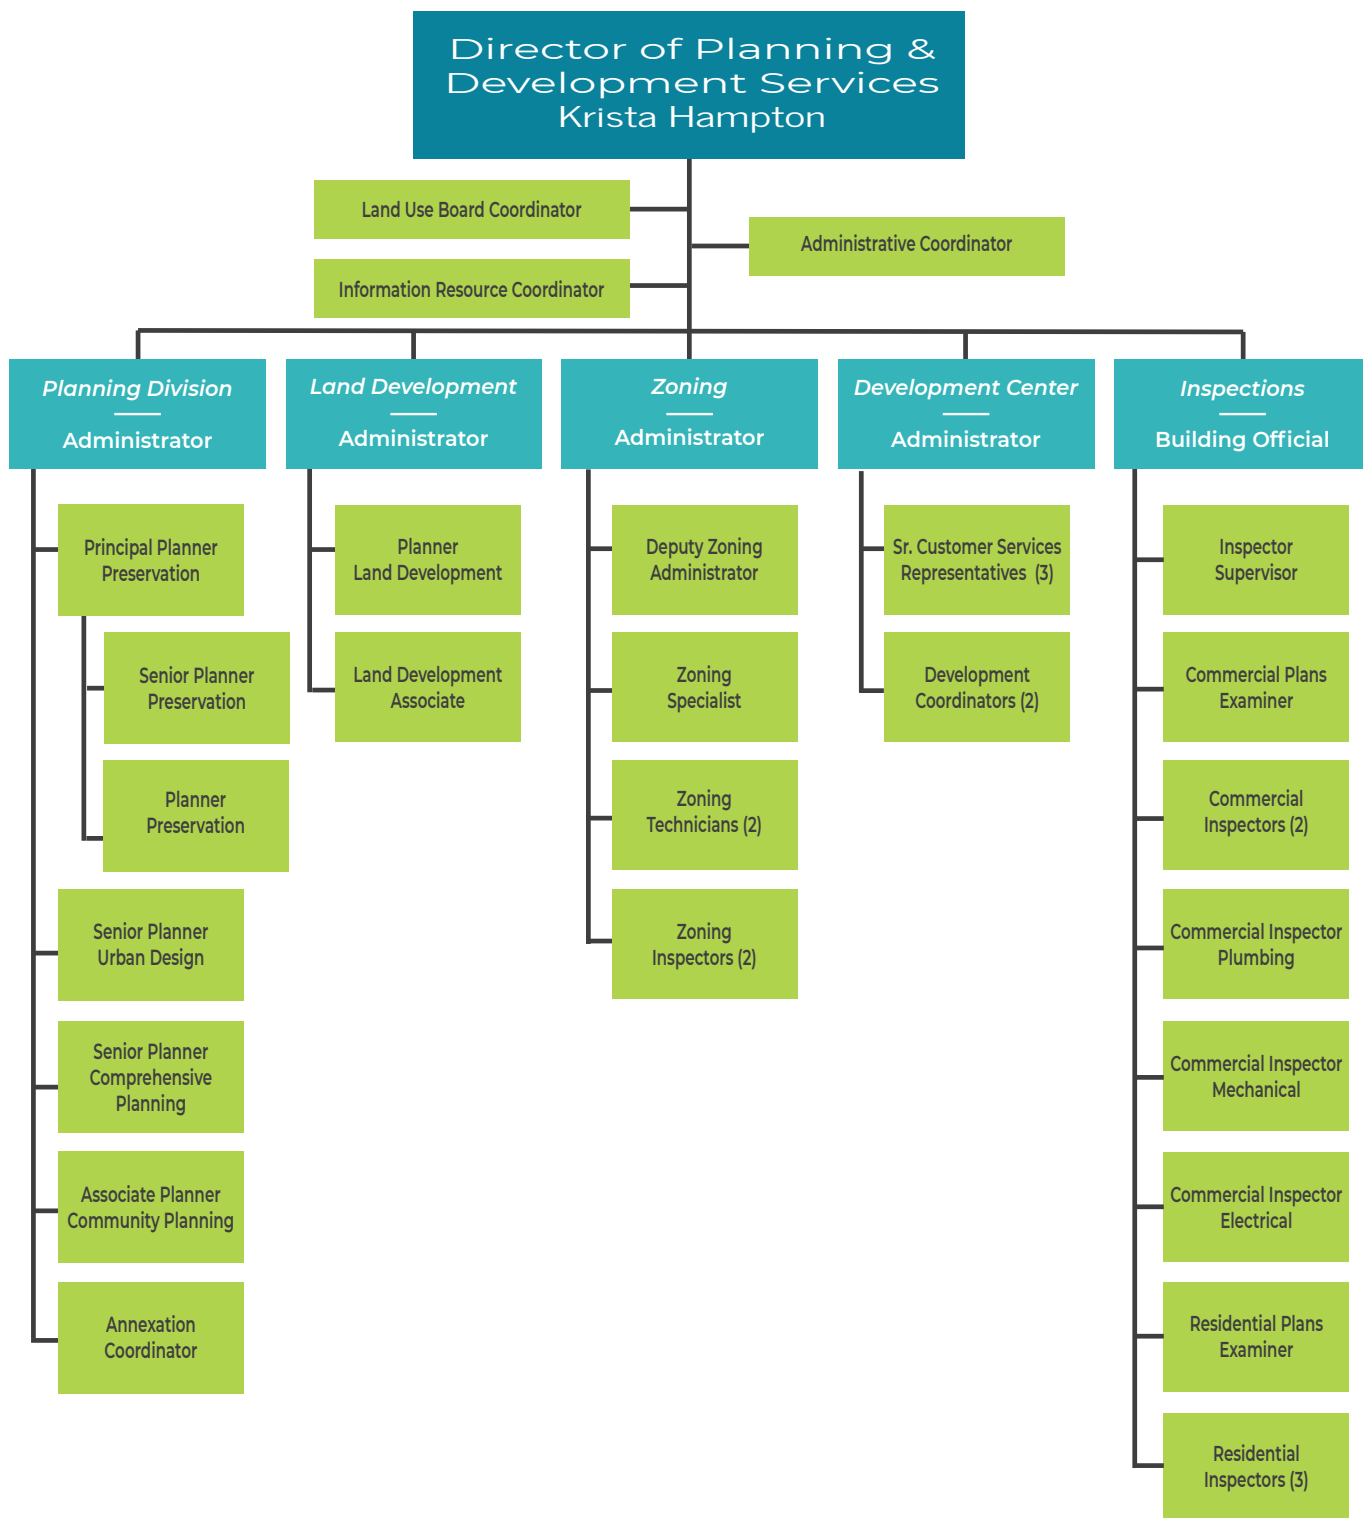 Director of Planning &
Development Services
Krista Hampton
Land Use Board Coordinator
Administrative Coordinator
Information Resource Coordinator
Planning Division
Administrator
Land Development
Administrator
Zoning
Administrator
Development Center
Administrator
Inspections
Building Official
Principal Planner
Preservation
Senior Planner
Preservation
Planner
Preservation
Senior Planner
Urban Design
Senior Planner
Comprehensive
Planning
Associate Planner
Community Planning
Annexation
Coordinator
Planner
Land Development
Land Development
Associate
Deputy Zoning
Administrator
Zoning
Specialist
Zoning
Technicians (2)
Zoning
Inspectors (2)
Sr. Customer Services
Representatives (3)
Development
Coordinators (2)
Inspector
Supervisor
Commercial Plans
Examiner
Commercial
Inspectors (2)
Commercial Inspector
Plumbing
Commercial Inspector
Mechanical
Commercial Inspector
Electrical
Residential Plans
Examiner
Residential
Inspectors (3)